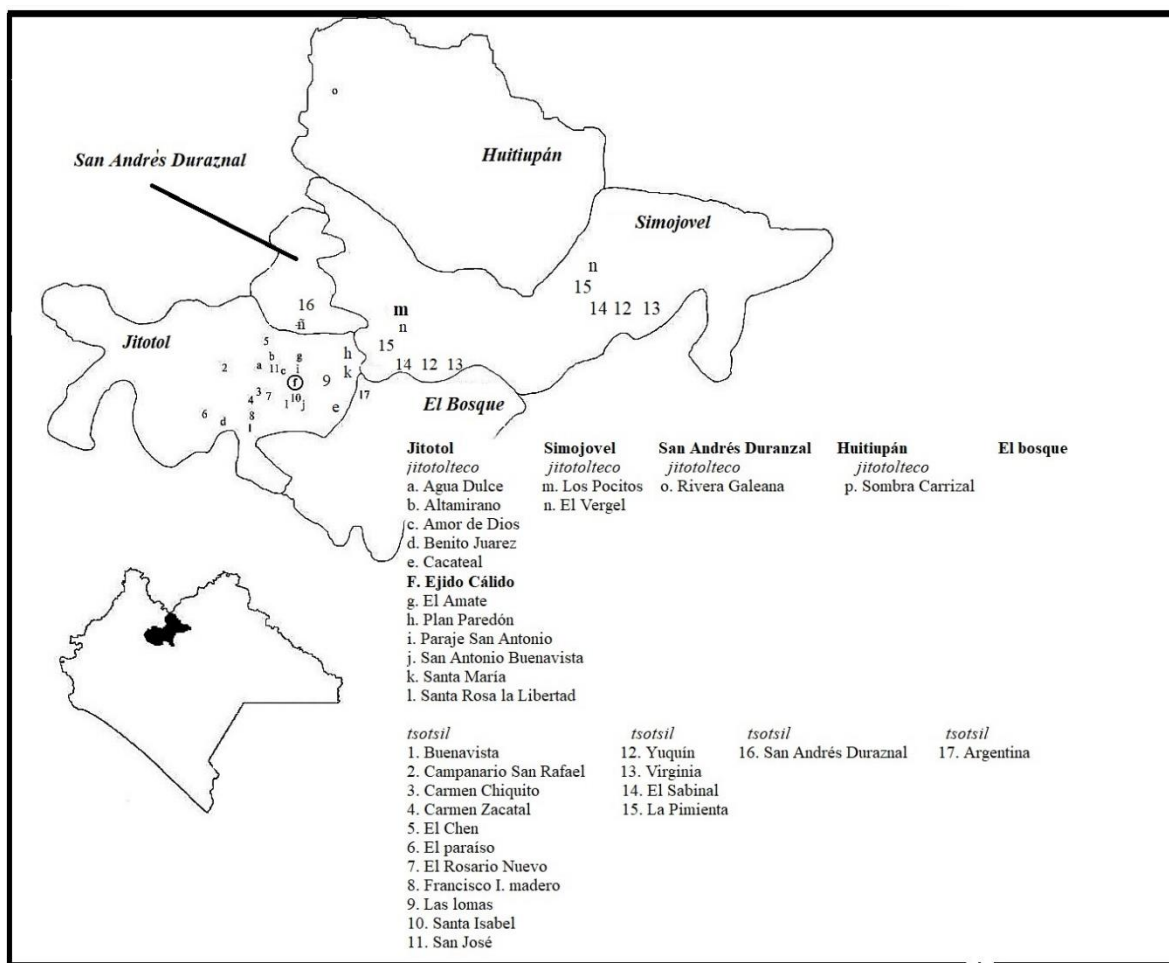 o
San Andrés Duraznal
Huitiupán
Simojovel
n
15
16
m
14 12 13
ñ
n
Jitotol
5
15
b
g
h
2
a
11
c
i
14 12 13
k
f
9
17
3
7
4
10
l
j
e
El Bosque
6
8
d
l
Jitotol Simojovel San Andrés Duranzal Huitiupán El bosque
jitotolteco jitotolteco jitotolteco jitotolteco
a. Agua Dulce m. Los Pocitos o. Rivera Galeana p. Sombra Carrizal
b. Altamirano n. El Vergel
c. Amor de Dios
d. Benito Juarez
e. Cacateal
F. Ejido Cálido
g. El Amate
h. Plan Paredón
i. Paraje San Antonio
j. San Antonio Buenavista
k. Santa María
l. Santa Rosa la Libertad
tsotsil tsotsil tsotsil tsotsil
1. Buenavista 12. Yuquín 16. San Andrés Duraznal 17. Argentina
2. Campanario San Rafael 13. Virginia
3. Carmen Chiquito 14. El Sabinal
4. Carmen Zacatal 15. La Pimienta
5. El Chen
6. El paraíso
7. El Rosario Nuevo
8. Francisco I. madero
9. Las lomas
10. Santa Isabel
11. San José